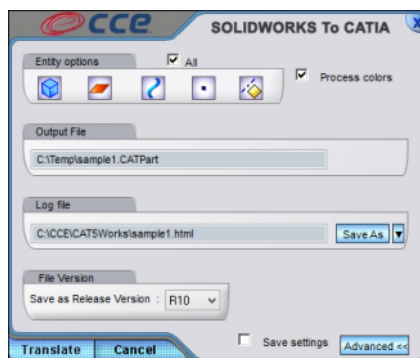 CCE
SOLIDWORKS To CATIA
X
Entity options
All
Process colors
Output File
C:\Temp\sample1.CATPart
Log file
C:\CCE\CAT5Works\sample1.html
Save As
File Version
Save as Release Version :
R10
Translate
Cancel
Save settings
Advanced <<